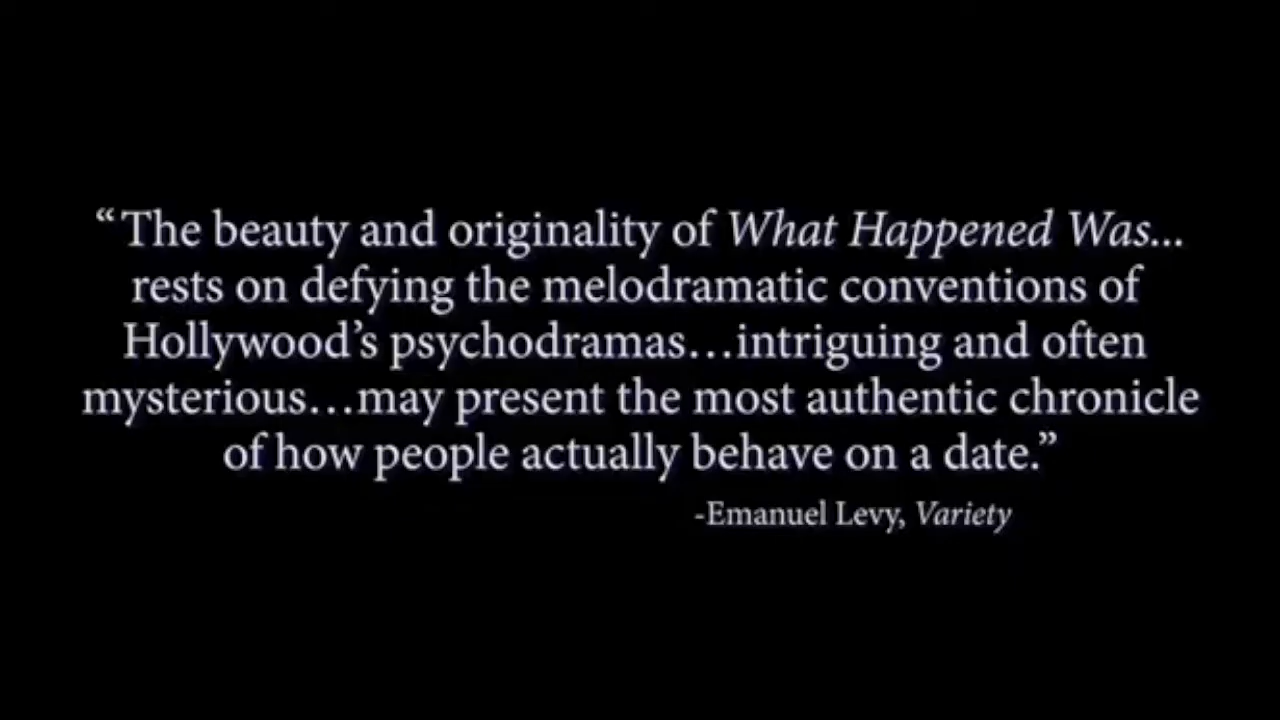 “The beauty and originality of What Happened Was...
rests on defying the melodramatic conventions of
Hollywood’s psychodramas…intriguing and often
mysterious…may present the most authentic chronicle
of how people actually behave on a date.”
-Emanuel Levy, Variety